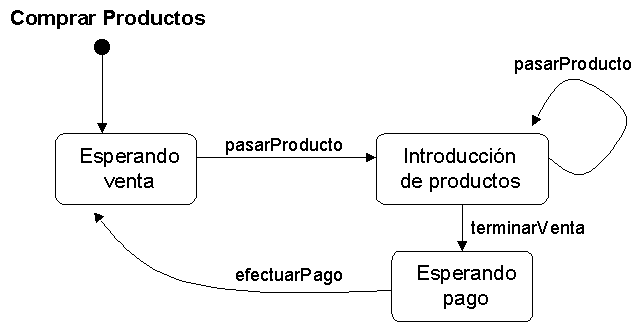 Comprar Productos
pasarProducto
Esperando
venta
pasarProducto
Introducción
de productos
terminarVenta
efectuarPago
Esperando
pago